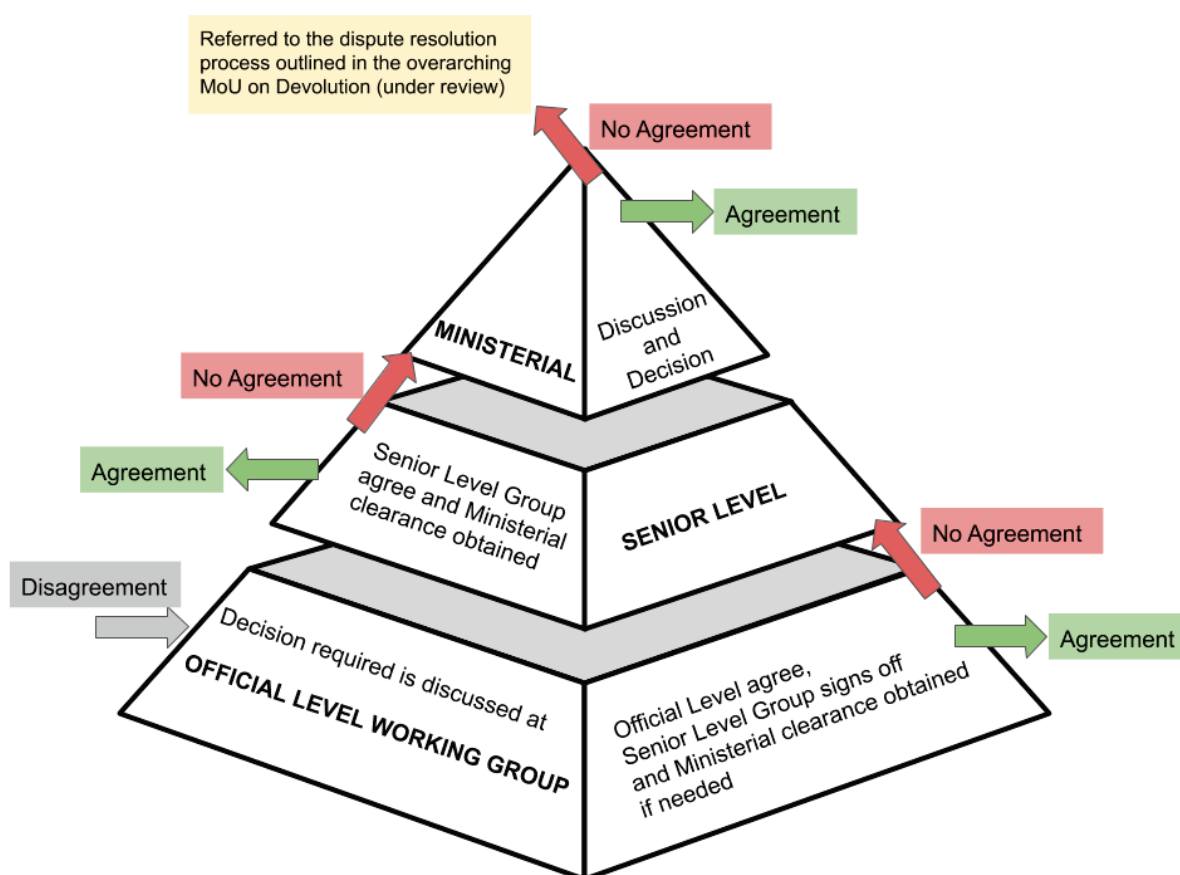 Referred to the dispute resolution
process outlined in the overarching
MoU on Devolution (under review)
No Agreement
Agreement
MINISTERIAL
Discussion
and
Decision
No Agreement
Agreement
Senior Level Group
agree and Ministerial
clearance obtained
SENIOR LEVEL
No Agreement
Disagreement
Decision required is discussed at
OFFICIAL LEVEL WORKING GROUP
Official Level agree,
Senior Level Group signs off
and Ministerial clearance obtained
if needed
Agreement